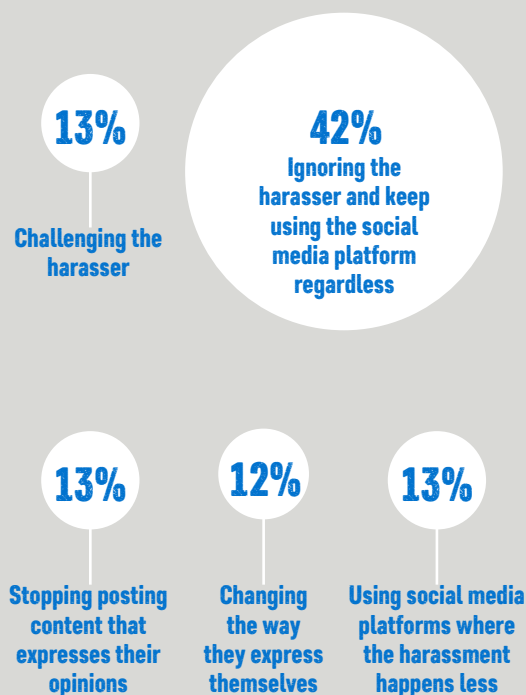 13%
Challenging the
harasser
42%
Ignoring the
harasser and keep
using the social
media platform
regardless
13%
Stopping posting
content that
expresses their
opinions
12%
Changing
the way
they express
themselves
13%
Using social media
platforms where
the harassment
happens less